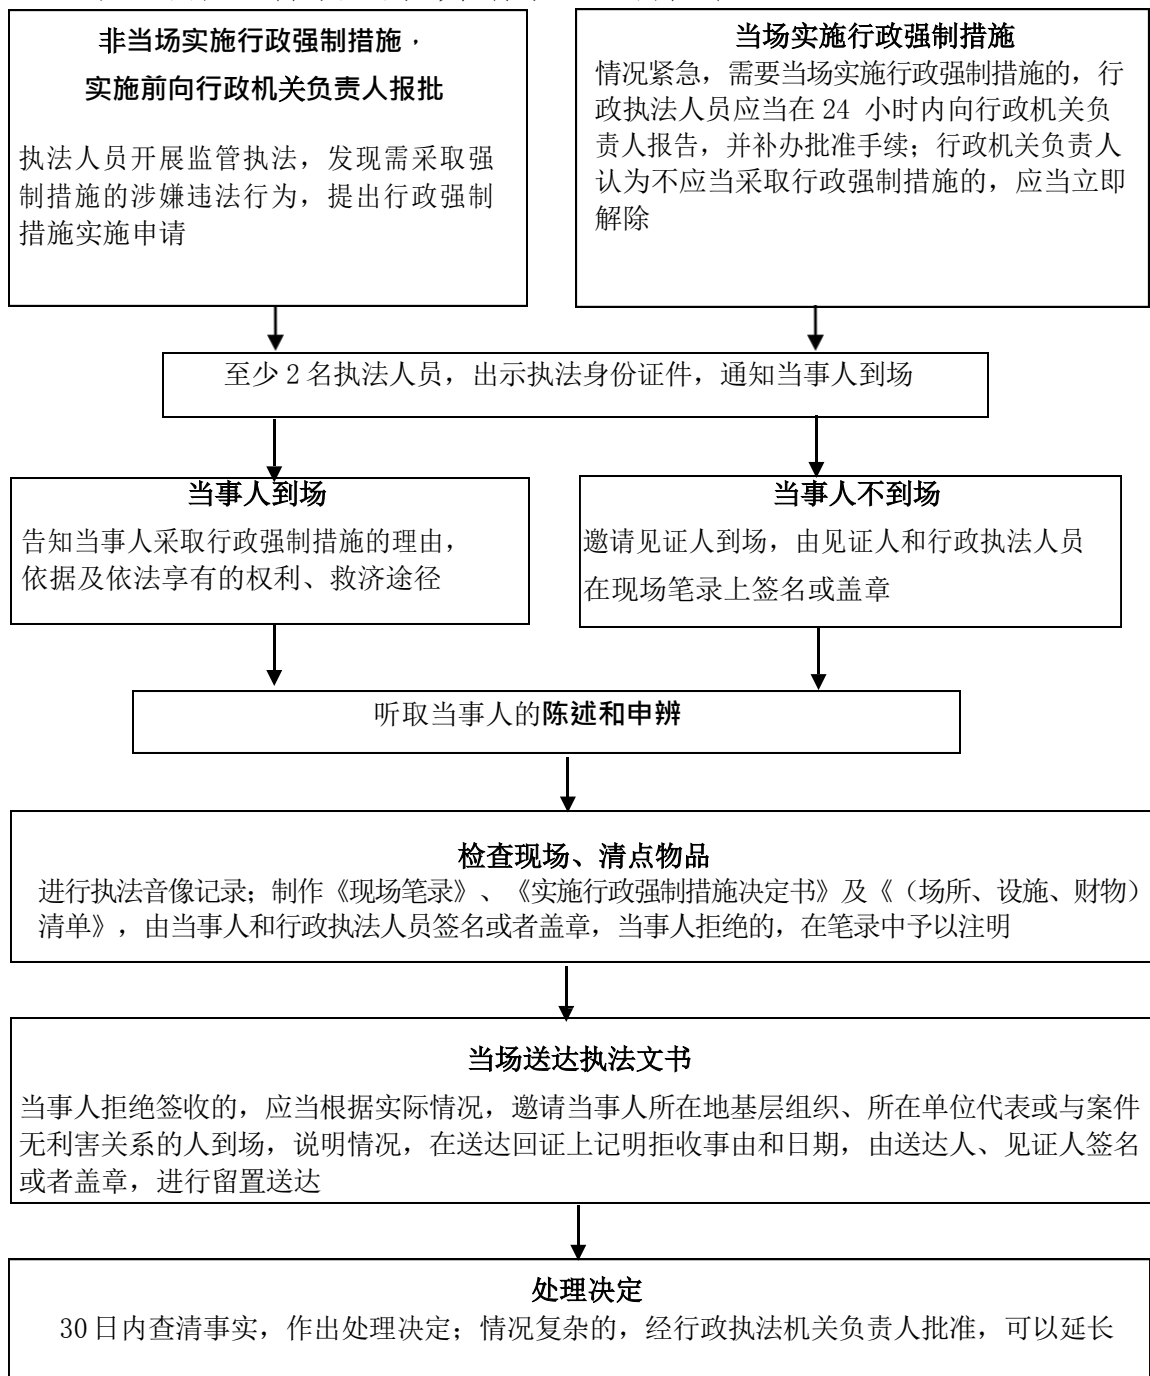 非当场实施行政强制措施，
实施前向行政机关负责人报批
执法人员开展监管执法，发现需采取强
制措施的涉嫌违法行为，提出行政强制
措施实施申请
当场实施行政强制措施
情况紧急，需要当场实施行政强制措施的，行
政执法人员应当在 24 小时内向行政机关负
责人报告，并补办批准手续；行政机关负责人
认为不应当采取行政强制措施的，应当立即
解除
至少 2 名执法人员，出示执法身份证件，通知当事人到场
当事人到场
告知当事人采取行政强制措施的理由，
依据及依法享有的权利、救济途径
当事人不到场
邀请见证人到场，由见证人和行政执法人员
在现场笔录上签名或盖章
听取当事人的陈述和申辨
检查现场、清点物品
进行执法音像记录；制作《现场笔录》、《实施行政强制措施决定书》及《（场所、设施、财物）
清单》，由当事人和行政执法人员签名或者盖章，当事人拒绝的，在笔录中予以注明
当场送达执法文书
当事人拒绝签收的，应当根据实际情况，邀请当事人所在地基层组织、所在单位代表或与案件
无利害关系的人到场，说明情况，在送达回证上记明拒收事由和日期，由送达人、见证人签名
或者盖章，进行留置送达
处理决定
30 日内查清事实，作出处理决定；情况复杂的，经行政执法机关负责人批准，可以延长